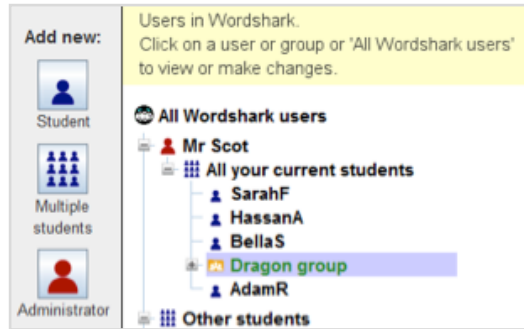 Add new:
Student
Multiple
students
Administrator
Users in Wordshark.
Click on a user or group or 'All Wordshark users'
to view or make changes.
All Wordshark users
Mr Scot
All your current students
SarahF
HassanA
BellaS
Dragon group
AdamR
Other students